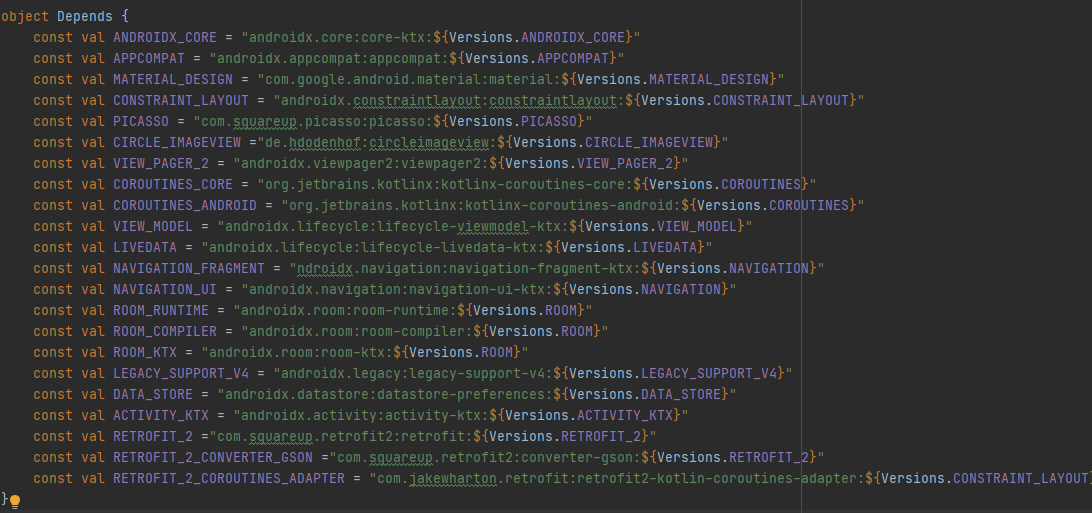 object Depends {
    const val ANDROIDX_CORE = "androidx.core:core-ktx:${Versions.ANDROIDX_CORE}"
    const val APPCOMPAT = "androidx.appcompat:appcompat:${Versions.APPCOMPAT}"
    const val MATERIAL_DESIGN = "com.google.android.material:material:${Versions.MATERIAL_DESIGN}"
    const val CONSTRAINT_LAYOUT = "androidx.constraintlayout:constraintlayout:${Versions.CONSTRAINT_LAYOUT}"
    const val PICASSO = "com.squareup.picasso:picasso:${Versions.PICASSO}"
    const val CIRCLE_IMAGEVIEW ="de.hdodenhof:circleimageview:${Versions.CIRCLE_IMAGEVIEW}"
    const val VIEW_PAGER_2 = "androidx.viewpager2:viewpager2:${Versions.VIEW_PAGER_2}"
    const val COROUTINES_CORE = "org.jetbrains.kotlinx:kotlinx-coroutines-core:${Versions.COROUTINES}"
    const val COROUTINES_ANDROID = "org.jetbrains.kotlinx:kotlinx-coroutines-android:${Versions.COROUTINES}"
    const val VIEW_MODEL = "androidx.lifecycle:lifecycle-viewmodel-ktx:${Versions.VIEW_MODEL}"
    const val LIVEDATA = "androidx.lifecycle:lifecycle-livedata-ktx:${Versions.LIVEDATA}"
    const val NAVIGATION_FRAGMENT = "ndroidx.navigation:navigation-fragment-ktx:${Versions.NAVIGATION}"
    const val NAVIGATION_UI = "androidx.navigation:navigation-ui-ktx:${Versions.NAVIGATION}"
    const val ROOM_RUNTIME = "androidx.room:room-runtime:${Versions.ROOM}"
    const val ROOM_COMPILER = "androidx.room:room-compiler:${Versions.ROOM}"
    const val ROOM_KTX = "androidx.room:room-ktx:${Versions.ROOM}"
    const val LEGACY_SUPPORT_V4 = "androidx.legacy:legacy-support-v4:${Versions.LEGACY_SUPPORT_V4}"
    const val DATA_STORE = "androidx.datastore:datastore-preferences:${Versions.DATA_STORE}"
    const val ACTIVITY_KTX = "androidx.activity:activity-ktx:${Versions.ACTIVITY_KTX}"
    const val RETROFIT_2 ="com.squareup.retrofit2:retrofit:${Versions.RETROFIT_2}"
    const val RETROFIT_2_CONVERTER_GSON ="com.squareup.retrofit2:converter-gson:${Versions.RETROFIT_2}"
    const val RETROFIT_2_COROUTINES_ADAPTER = "com.jakewharton.retrofit:retrofit2-kotlin-coroutines-adapter:${Versions.CONSTRAINT_LAYOUT}
}